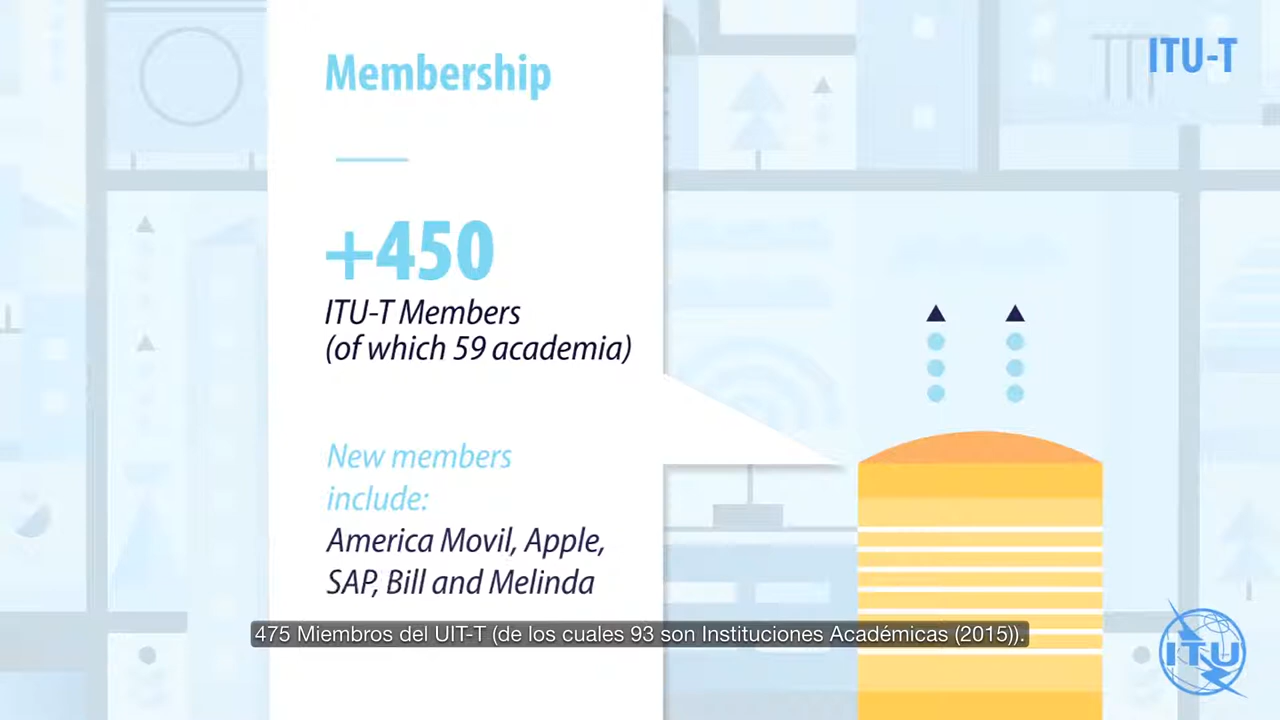 Membership
ITU-T
+450
ITU-T Members
(of which 59 academia)
New members
include:
America Movil, Apple,
SAP, Bill and Melinda
475 Miembros del UIT-T (de los cuales 93 son Instituciones Académicas (2015)).
ITU